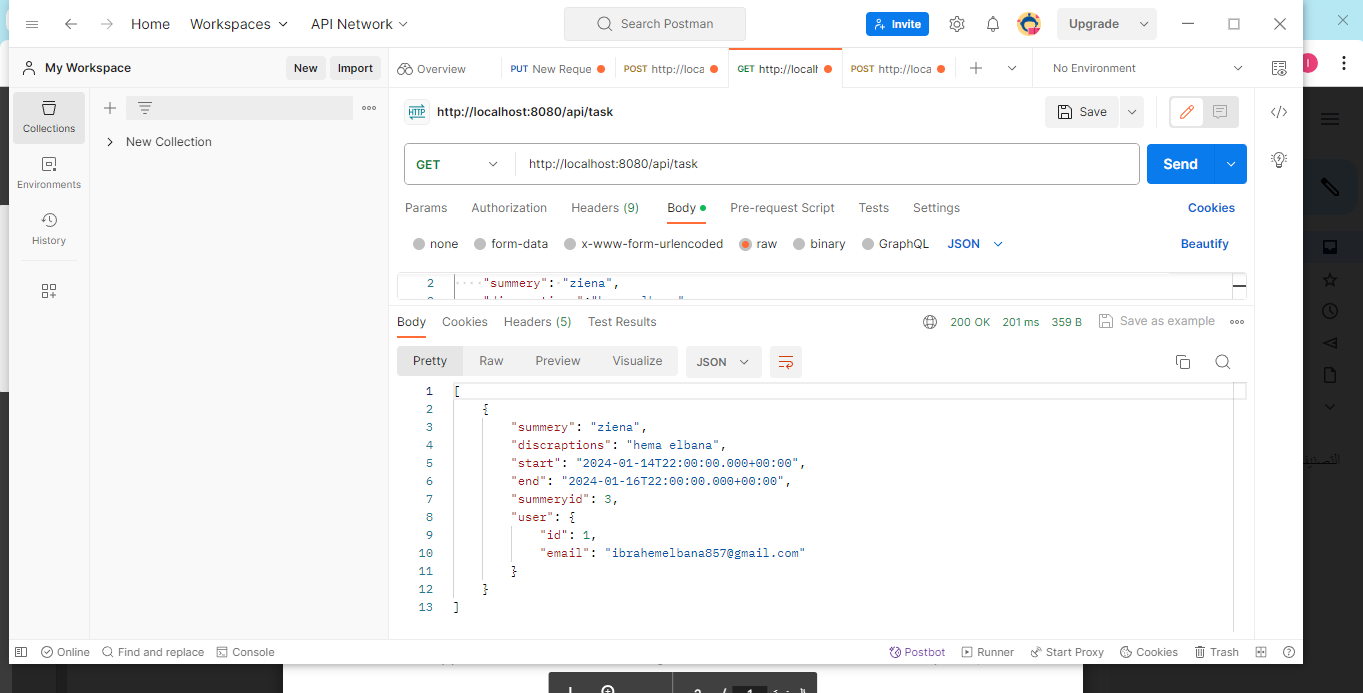 Home Workspaces API Network Search Postman Invite Upgrade
My Workspace New Import Overview PUT New Reque POST http://loca GET http://localh POST http://loca No Environment
Collections
New Collection
Environments
History
HTTP http://localhost:8080/api/task Save
GET http://localhost:8080/api/task Send
Params Authorization Headers (9) Body Pre-request Script Tests Settings Cookies
none form-data x-www-form-urlencoded raw binary GraphQL JSON Beautify
2 "summery": "ziena",
Body Cookies Headers (5) Test Results 200 OK 201 ms 359 B Save as example
Pretty Raw Preview Visualize JSON
1 [
2 {
3 "summery": "ziena",
4 "discraptions": "hema elbana",
5 "start": "2024-01-14T22:00:00.000+00:00",
6 "end": "2024-01-16T22:00:00.000+00:00",
7 "summeryid": 3,
8 "user": {
9 "id": 1,
10 "email": "ibrahemelbana857@gmail.com"
11 }
12 }
13 ]
Online Find and replace Console Postbot Runner Start Proxy Cookies Trash